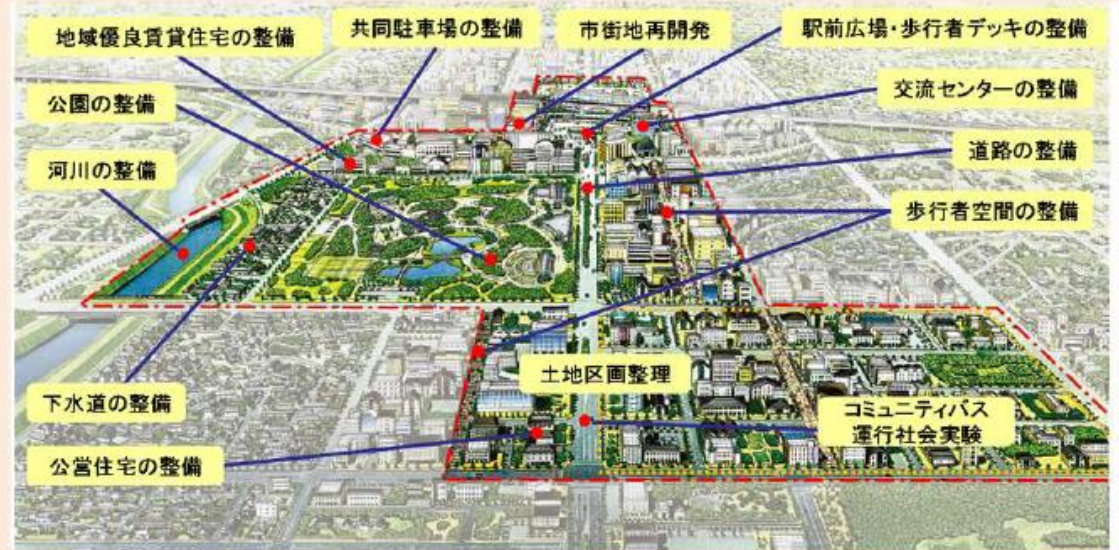 地域優良賃貸住宅の整備
共同駐車場の整備
市街地再開発
駅前広場・歩行者デッキの整備
公園の整備
交流センターの整備
河川の整備
道路の整備
歩行者空間の整備
下水道の整備
土地区画整理
コミュニティバス
運行社会実験
公営住宅の整備